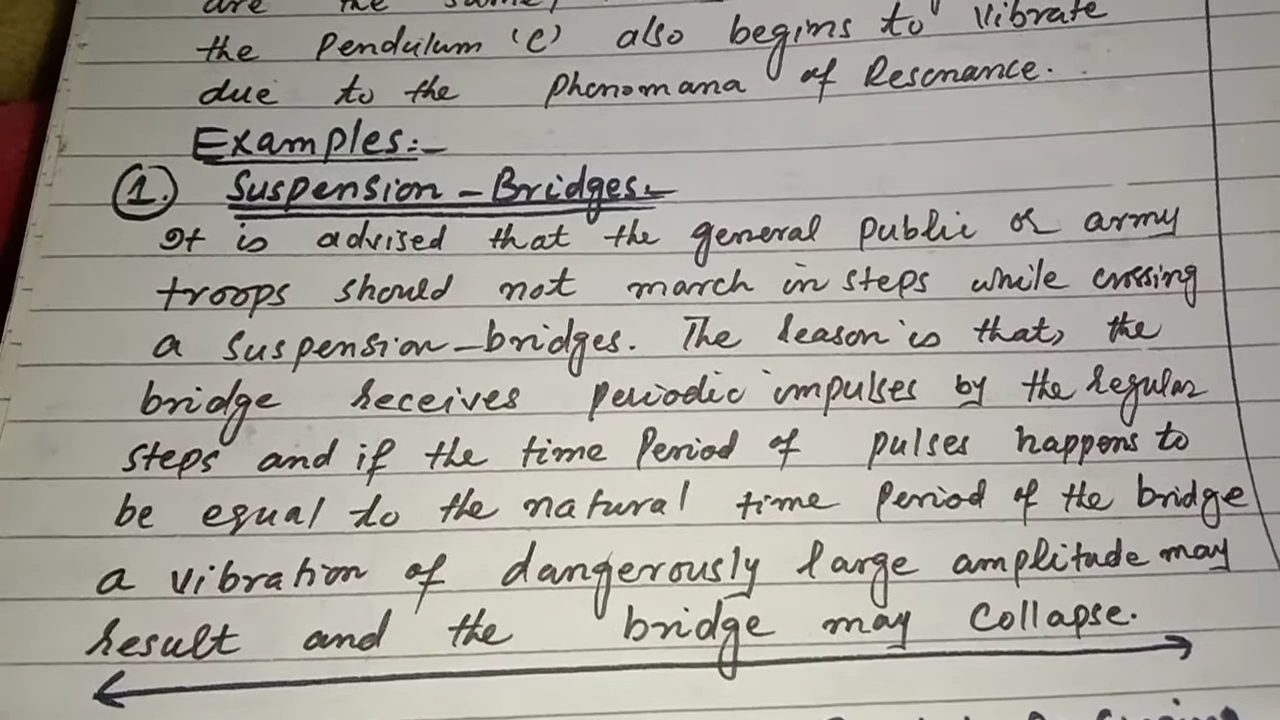 are the same,
the Pendulum (C) also begins to vibrate
due to the Phenomana of Resonance.
Examples:-
1. Suspension-Bridges:-
It is advised that the general public or army
troops should not march in steps while crossing
a suspension-bridges. The reason is that, the
bridge receives periodic impulses by the regular
steps and if the time Period of pulses happens to
be equal to the natural time period of the bridge
a vibration of dangerously large amplitude may
result and the bridge may collapse.